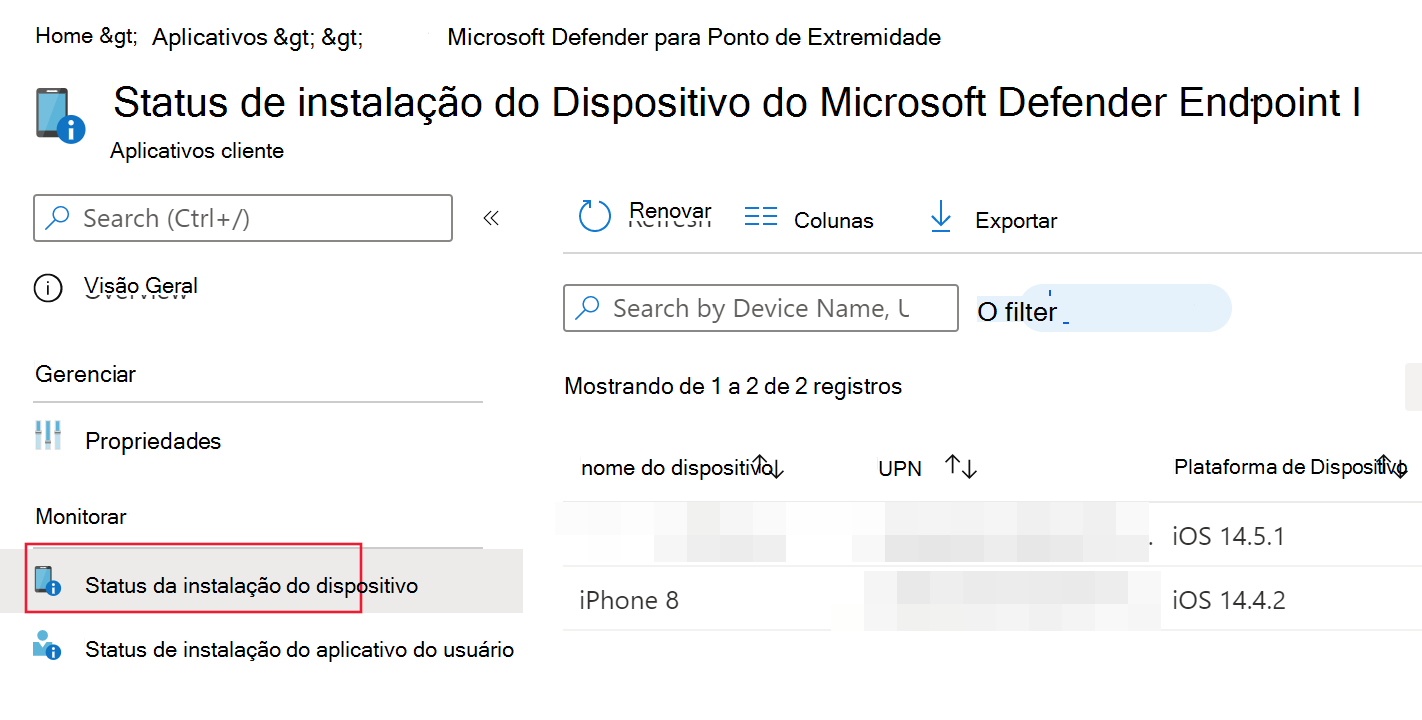 Home &gt; Aplicativos &gt; &gt; Microsoft Defender para Ponto de Extremidade
Status de instalação do Dispositivo do Microsoft Defender Endpoint I
Aplicativos cliente
Search (Ctrl+/)
«
Renovar
Refresh
Colunas
Exportar
Visão Geral
Overview
Search by Device Name, U
O filter
Gerenciar
Mostrando de 1 a 2 de 2 registros
Propriedades
nome do dispositivo UPN Plataforma de Dispositivo
Monitorar
iOS 14.5.1
Status da instalação do dispositivo
iPhone 8 iOS 14.4.2
Status de instalação do aplicativo do usuário